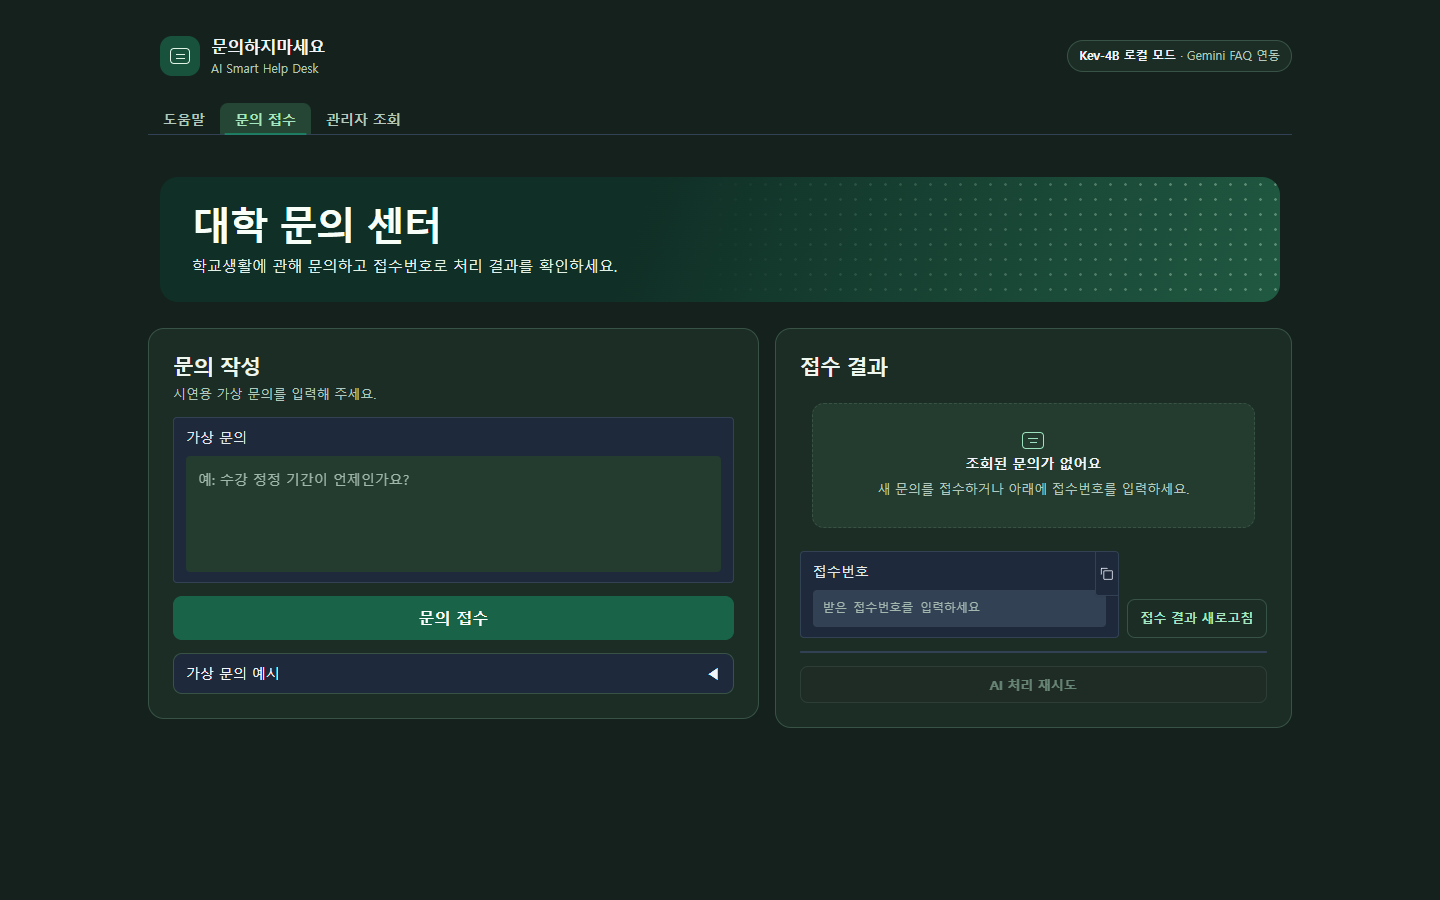 문의하지마세요
AI Smart Help Desk
Kev-4B 로컬 모드 · Gemini FAQ 연동
도움말
문의 접수
관리자 조회
대학 문의 센터
학교생활에 관해 문의하고 접수번호로 처리 결과를 확인하세요.
문의 작성
시연용 가상 문의를 입력해 주세요.
가상 문의
예: 수강 정정 기간이 언제인가요?
문의 접수
가상 문의 예시
접수 결과
조회된 문의가 없어요
새 문의를 접수하거나 아래에 접수번호를 입력하세요.
접수번호
받은 접수번호를 입력하세요
접수 결과 새로고침
AI 처리 재시도